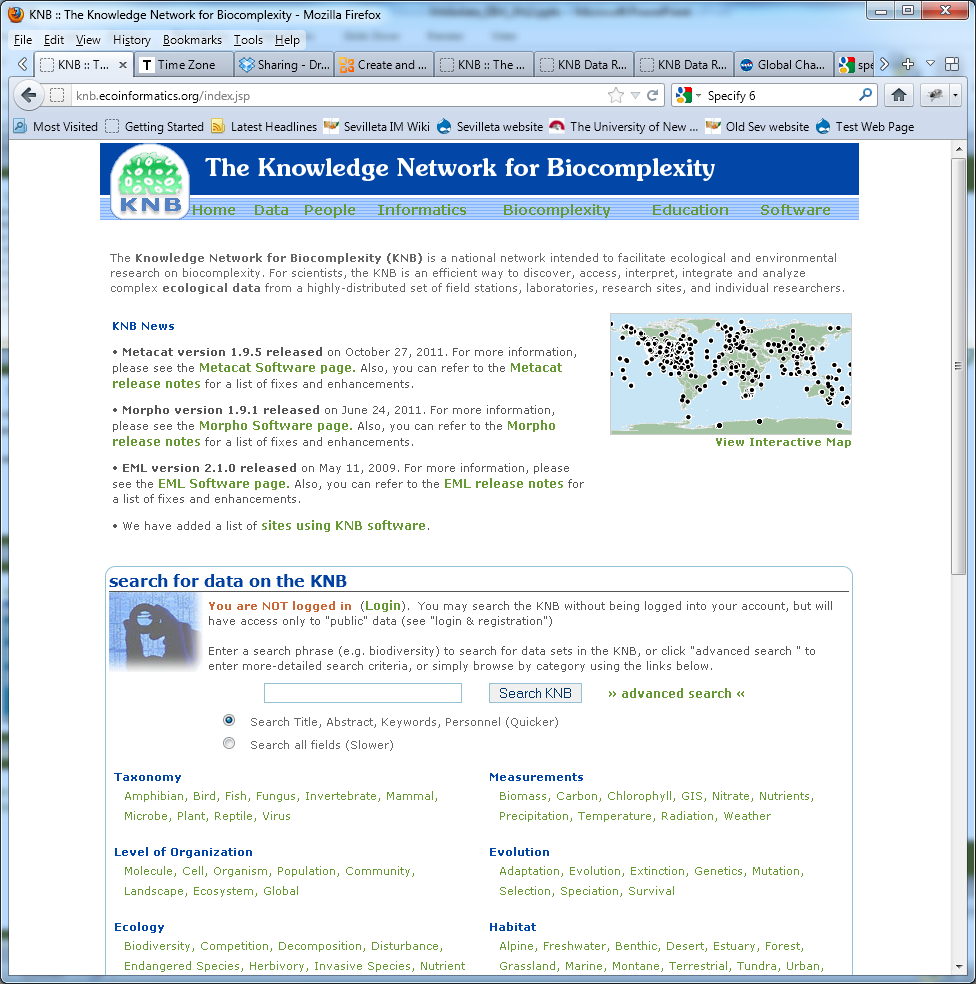 KNB :: The Knowledge Network for Biocomplexity - Mozilla Firefox
File Edit View History Bookmarks Tools Help
KNB :: T... Time Zone Sharing - Dr... Create and ... KNB :: The ... KNB Data R... KNB Data R... Global Cha... spe
knb.ecoinformatics.org/index.jsp Specify 6
Most Visited Getting Started Latest Headlines Sevilleta IM Wiki Sevilleta website The University of New ... Old Sev website Test Web Page
The Knowledge Network for Biocomplexity
KNB
Home Data People Informatics Biocomplexity Education Software
The Knowledge Network for Biocomplexity (KNB) is a national network intended to facilitate ecological and environmental
research on biocomplexity. For scientists, the KNB is an efficient way to discover, access, interpret, integrate and analyze
complex ecological data from a highly-distributed set of field stations, laboratories, research sites, and individual researchers.
KNB News
• Metacat version 1.9.5 released on October 27, 2011. For more information,
please see the Metacat Software page. Also, you can refer to the Metacat
release notes for a list of fixes and enhancements.
• Morpho version 1.9.1 released on June 24, 2011. For more information,
please see the Morpho Software page. Also, you can refer to the Morpho
release notes for a list of fixes and enhancements.
View Interactive Map
• EML version 2.1.0 released on May 11, 2009. For more information, please
see the EML Software page. Also, you can refer to the EML release notes for
a list of fixes and enhancements.
• We have added a list of sites using KNB software.
search for data on the KNB
You are NOT logged in (Login). You may search the KNB without being logged into your account, but will
have access only to "public" data (see "login & registration")
Enter a search phrase (e.g. biodiversity) to search for data sets in the KNB, or click "advanced search " to
enter more-detailed search criteria, or simply browse by category using the links below.
Search KNB » advanced search «
Search Title, Abstract, Keywords, Personnel (Quicker)
Search all fields (Slower)
Taxonomy
Amphibian, Bird, Fish, Fungus, Invertebrate, Mammal,
Microbe, Plant, Reptile, Virus
Measurements
Biomass, Carbon, Chlorophyll, GIS, Nitrate, Nutrients,
Precipitation, Temperature, Radiation, Weather
Level of Organization
Molecule, Cell, Organism, Population, Community,
Landscape, Ecosystem, Global
Evolution
Adaptation, Evolution, Extinction, Genetics, Mutation,
Selection, Speciation, Survival
Ecology
Biodiversity, Competition, Decomposition, Disturbance,
Endangered Species, Herbivory, Invasive Species, Nutrient
Habitat
Alpine, Freshwater, Benthic, Desert, Estuary, Forest,
Grassland, Marine, Montane, Terrestrial, Tundra, Urban,